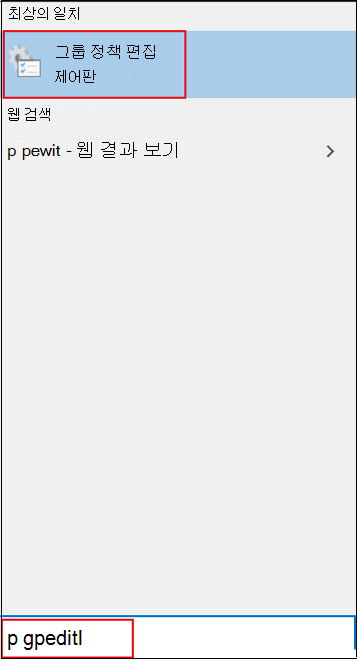 최상의 일치
그룹 정책 편집
제어판
웹 검색
p pewit - 웹 결과 보기
p gpeditl